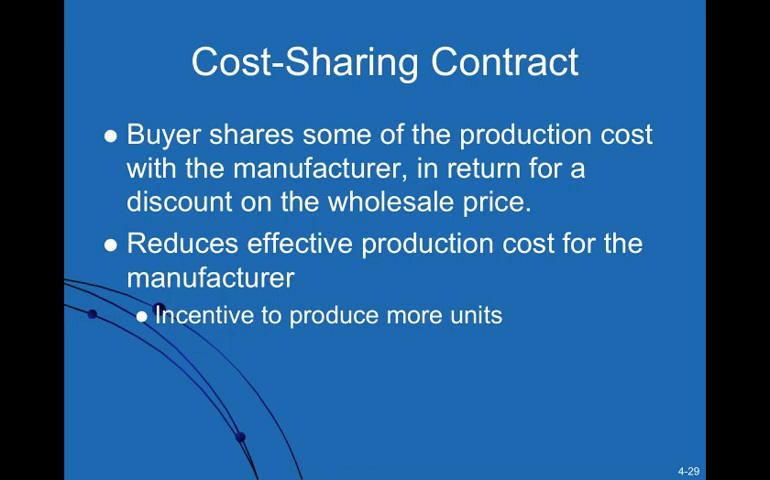 Cost-Sharing Contract
● Buyer shares some of the production cost
with the manufacturer, in return for a
discount on the wholesale price.
● Reduces effective production cost for the
manufacturer
● Incentive to produce more units
4-29